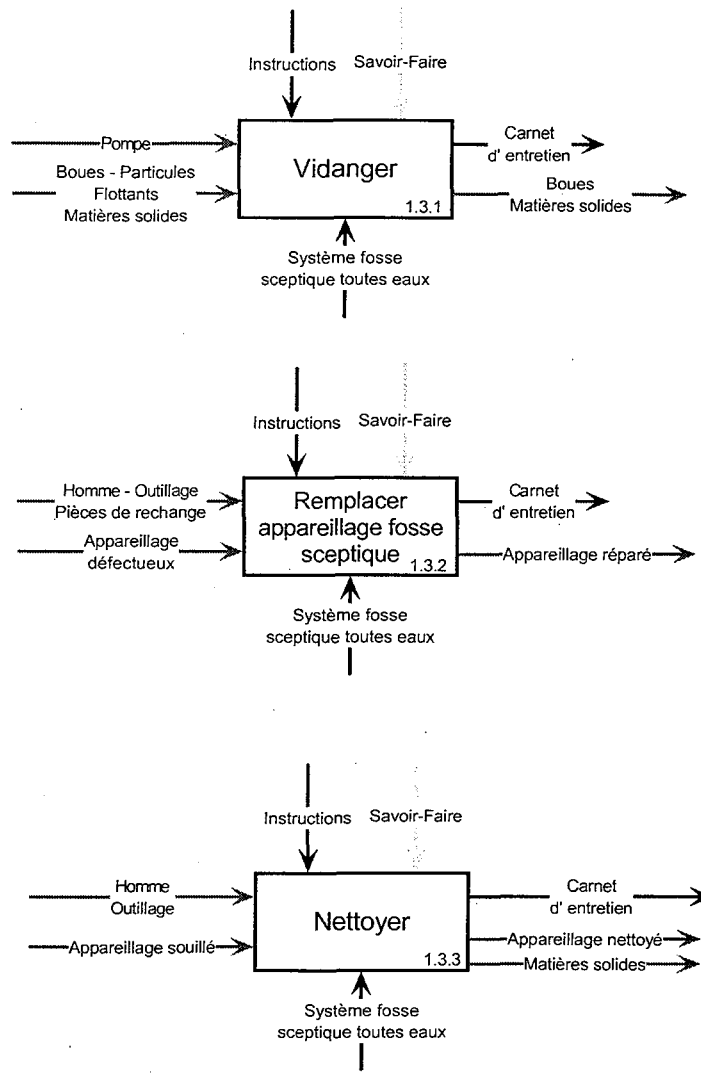 Instructions
Savoir-Faire
Pompe
Boues - Particules
Flottants
Matières solides
Vidanger
1.3.1
Carnet
d' entretien
Boues
Matières solides
Système fosse
sceptique toutes eaux
Instructions
Savoir-Faire
Homme - Outillage
Pièces de rechange
Appareillage
défectueux
Remplacer
appareillage fosse
sceptique
1.3.2
Carnet
d' entretien
Appareillage réparé
Système fosse
sceptique toutes eaux
Instructions
Savoir-Faire
Homme
Outillage
Appareillage souillé
Nettoyer
1.3.3
Carnet
d' entretien
Appareillage nettoyé
Matières solides
Système fosse
sceptique toutes eaux